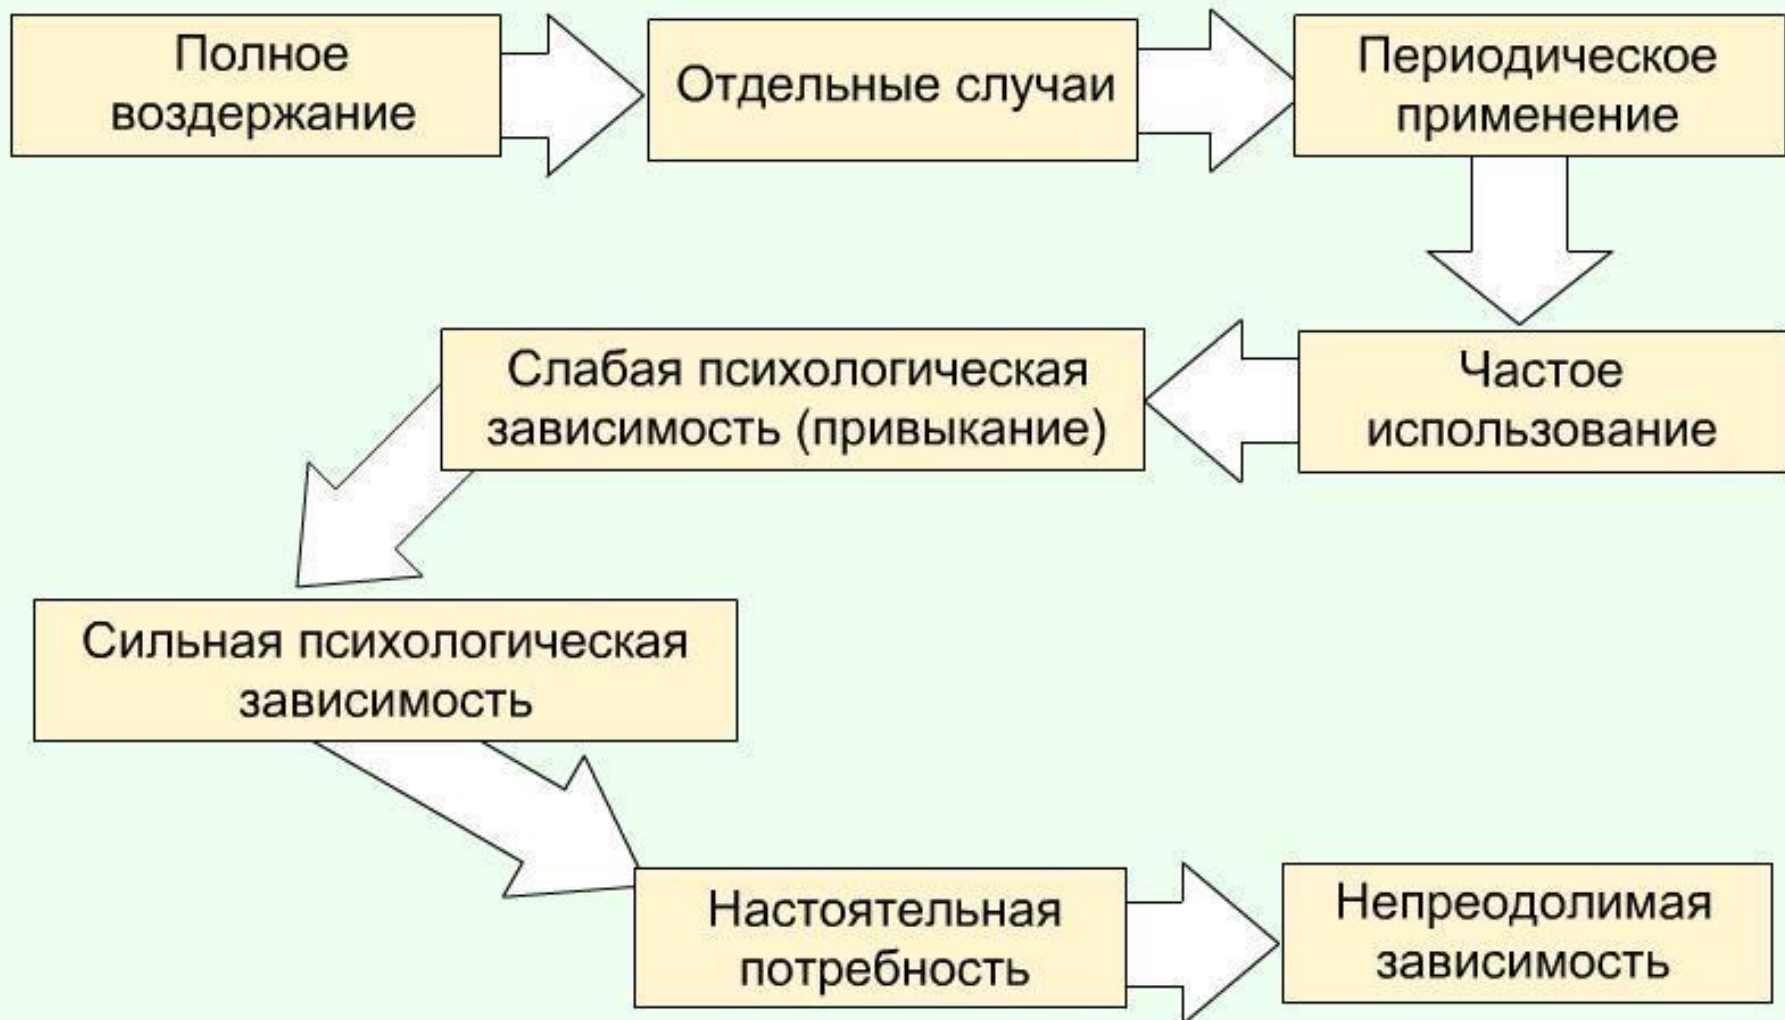 Полное
воздержание
Отдельные случаи
Периодическое
применение
Частое
использование
Слабая психологическая
зависимость (привыкание)
Сильная психологическая
зависимость
Настоятельная
потребность
Непреодолимая
зависимость